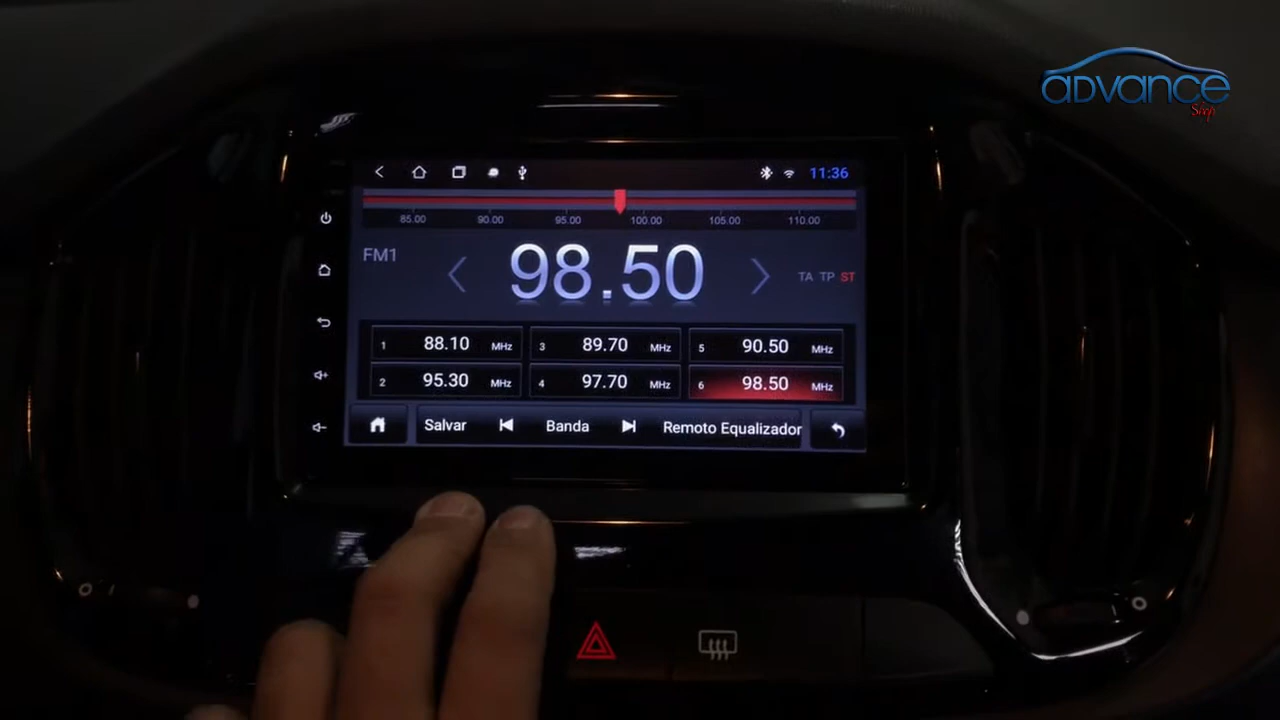 ADVANCE
Shop
11:36
85.00 90.00 95.00 100.00 105.00 110.00
FM1
98.50
TA TP ST
1 88.10 MHz 3 89.70 MHz 5 90.50 MHz
2 95.30 MHz 4 97.70 MHz 6 98.50 MHz
Salvar Banda Remoto Equalizador